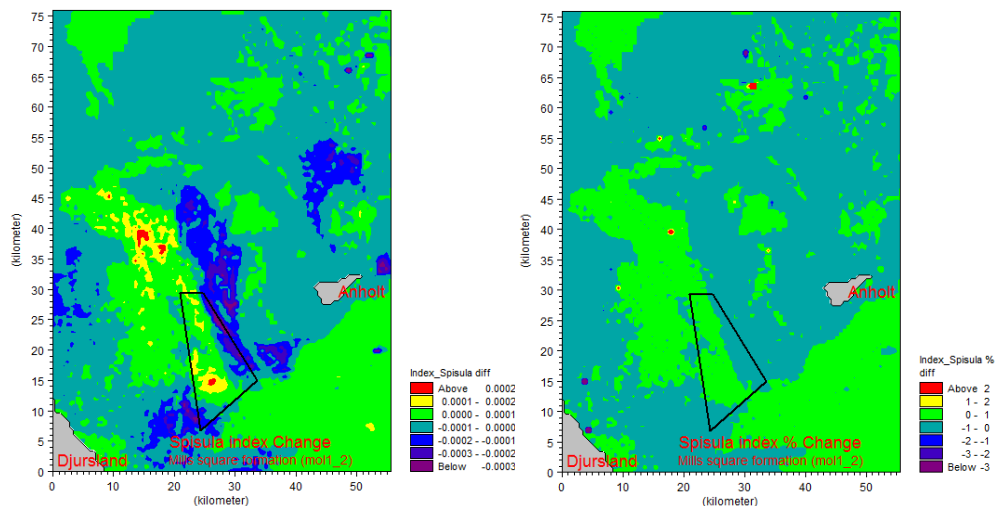 75
70
65
60
55
50
45
40
35
30
25
20
15
10
5
0
(kilometer)
0 10 20 30 40 50
(kilometer)
Anholt
Djursland
Spisula Index Change
Mills square formation (mol1_2)
Index_Spisula diff
Above 0.0002
0.0001 - 0.0002
0.0000 - 0.0001
-0.0001 - 0.0000
-0.0002 - -0.0001
-0.0003 - -0.0002
Below -0.0003
75
70
65
60
55
50
45
40
35
30
25
20
15
10
5
0
(kilometer)
0 10 20 30 40 50
(kilometer)
Anholt
Djursland
Spisula Index % Change
Mills square formation (mol1_2)
Index_Spisula %
diff
Above 2
1 - 2
0 - 1
-1 - 0
-2 - -1
-3 - -2
Below -3